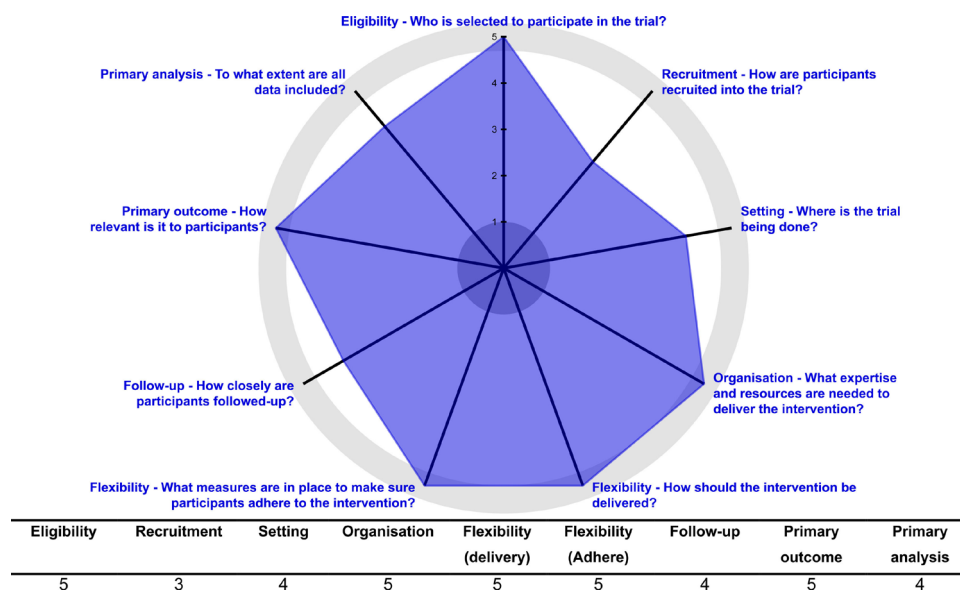 Eligibility - Who is selected to participate in the trial?
5
4
3
2
1
Primary analysis - To what extent are all
data included?
Recruitment - How are participants
recruited into the trial?
Primary outcome - How
relevant is it to participants?
Setting - Where is the trial
being done?
Follow-up - How closely are
participants followed-up?
Organisation - What expertise
and resources are needed to
deliver the intervention?
Flexibility - What measures are in place to make sure
participants adhere to the intervention?
Flexibility - How should the intervention be
delivered?
Eligibility Recruitment Setting Organisation Flexibility Flexibility Follow-up Primary Primary
(delivery) (Adhere) outcome analysis
5 3 4 5 5 5 4 5 4